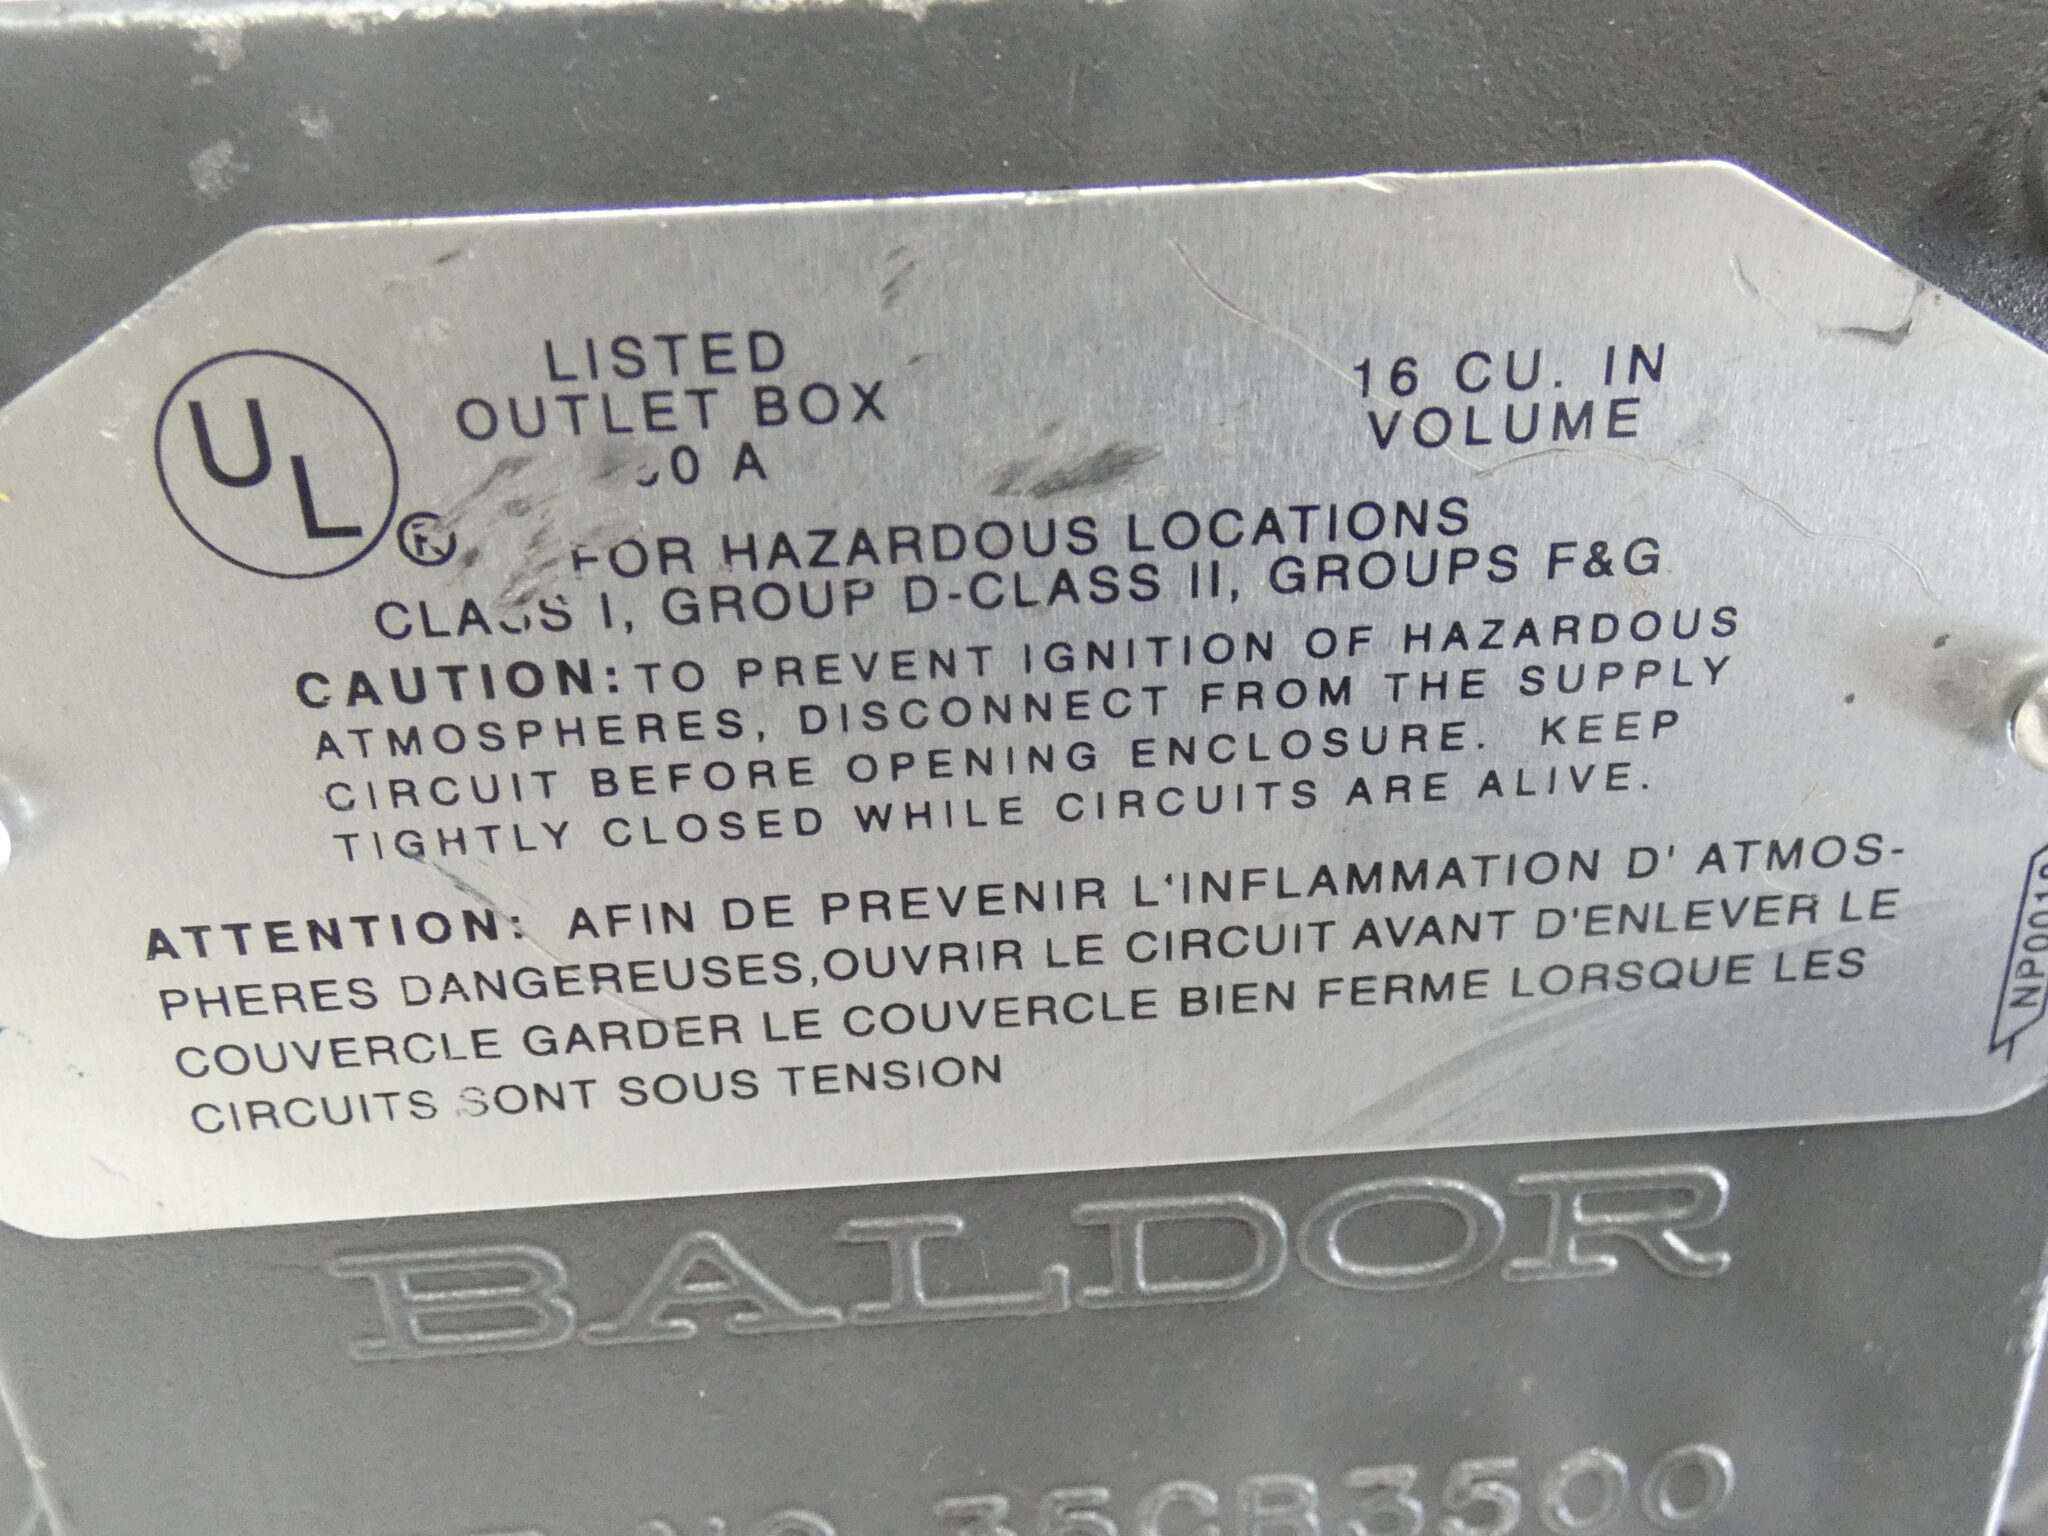 UL®
LISTED
OUTLET BOX
A
16 CU. IN
VOLUME
FOR HAZARDOUS LOCATIONS
CLASS I, GROUP D-CLASS II, GROUPS F&G
CAUTION: TO PREVENT IGNITION OF HAZARDOUS
ATMOSPHERES, DISCONNECT FROM THE SUPPLY
CIRCUIT BEFORE OPENING ENCLOSURE. KEEP
TIGHTLY CLOSED WHILE CIRCUITS ARE ALIVE.
ATTENTION: AFIN DE PREVENIR L'INFLAMMATION D' ATMOS-
PHERES DANGEREUSES,OUVRIR LE CIRCUIT AVANT D'ENLEVER LE
COUVERCLE GARDER LE COUVERCLE BIEN FERME LORSQUE LES
CIRCUITS SONT SOUS TENSION
BALDOR
NO 35CB3500